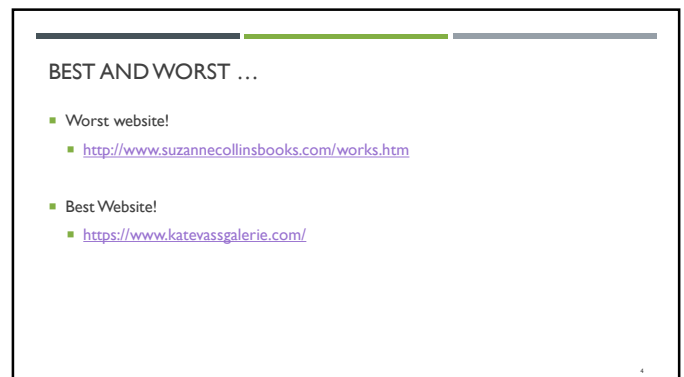 BEST AND WORST …
Worst website!
http://www.suzannecollinsbooks.com/works.htm
Best Website!
https://www.katevassgalerie.com/
4